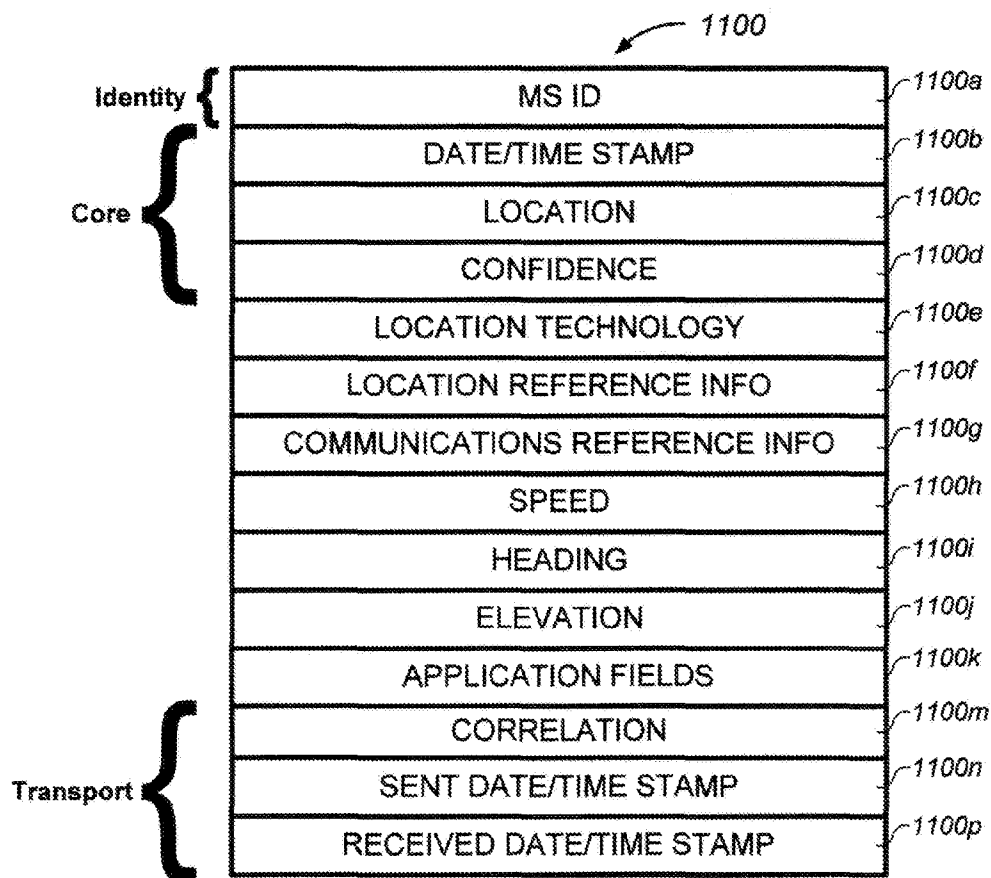 1100
Identity
MS ID
1100a
DATE/TIME STAMP
1100b
Core
LOCATION
1100c
CONFIDENCE
1100d
LOCATION TECHNOLOGY
1100e
LOCATION REFERENCE INFO
1100f
COMMUNICATIONS REFERENCE INFO
1100g
SPEED
1100h
HEADING
1100i
ELEVATION
1100j
APPLICATION FIELDS
1100k
CORRELATION
1100m
Transport
SENT DATE/TIME STAMP
1100n
RECEIVED DATE/TIME STAMP
1100p